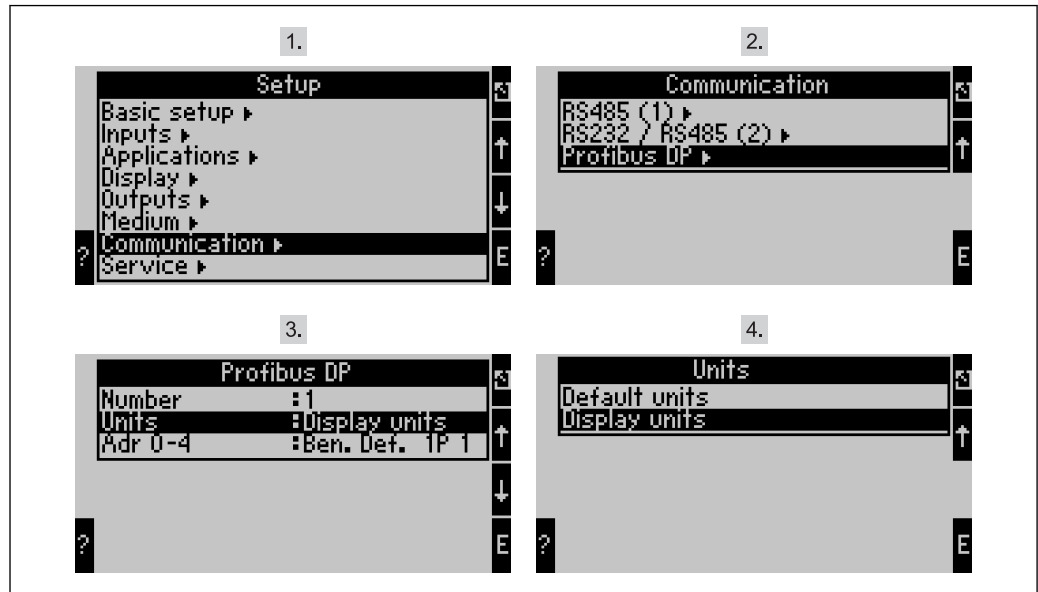 1.
Setup
Basic setup ▸
Inputs ▸
Applications ▸
Display ▸
Outputs ▸
Medium ▸
Communication ▸
Service ▸
?
↑
↓
E
2.
Communication
RS485 (1) ▸
RS232 / RS485 (2) ▸
Profibus DP ▸
?
↑
E
3.
Profibus DP
Number :1
Units :Display units
Adr 0-4 :Ben. Def. 1P 1
?
↑
↓
E
4.
Units
Default units
Display units
?
↑
E